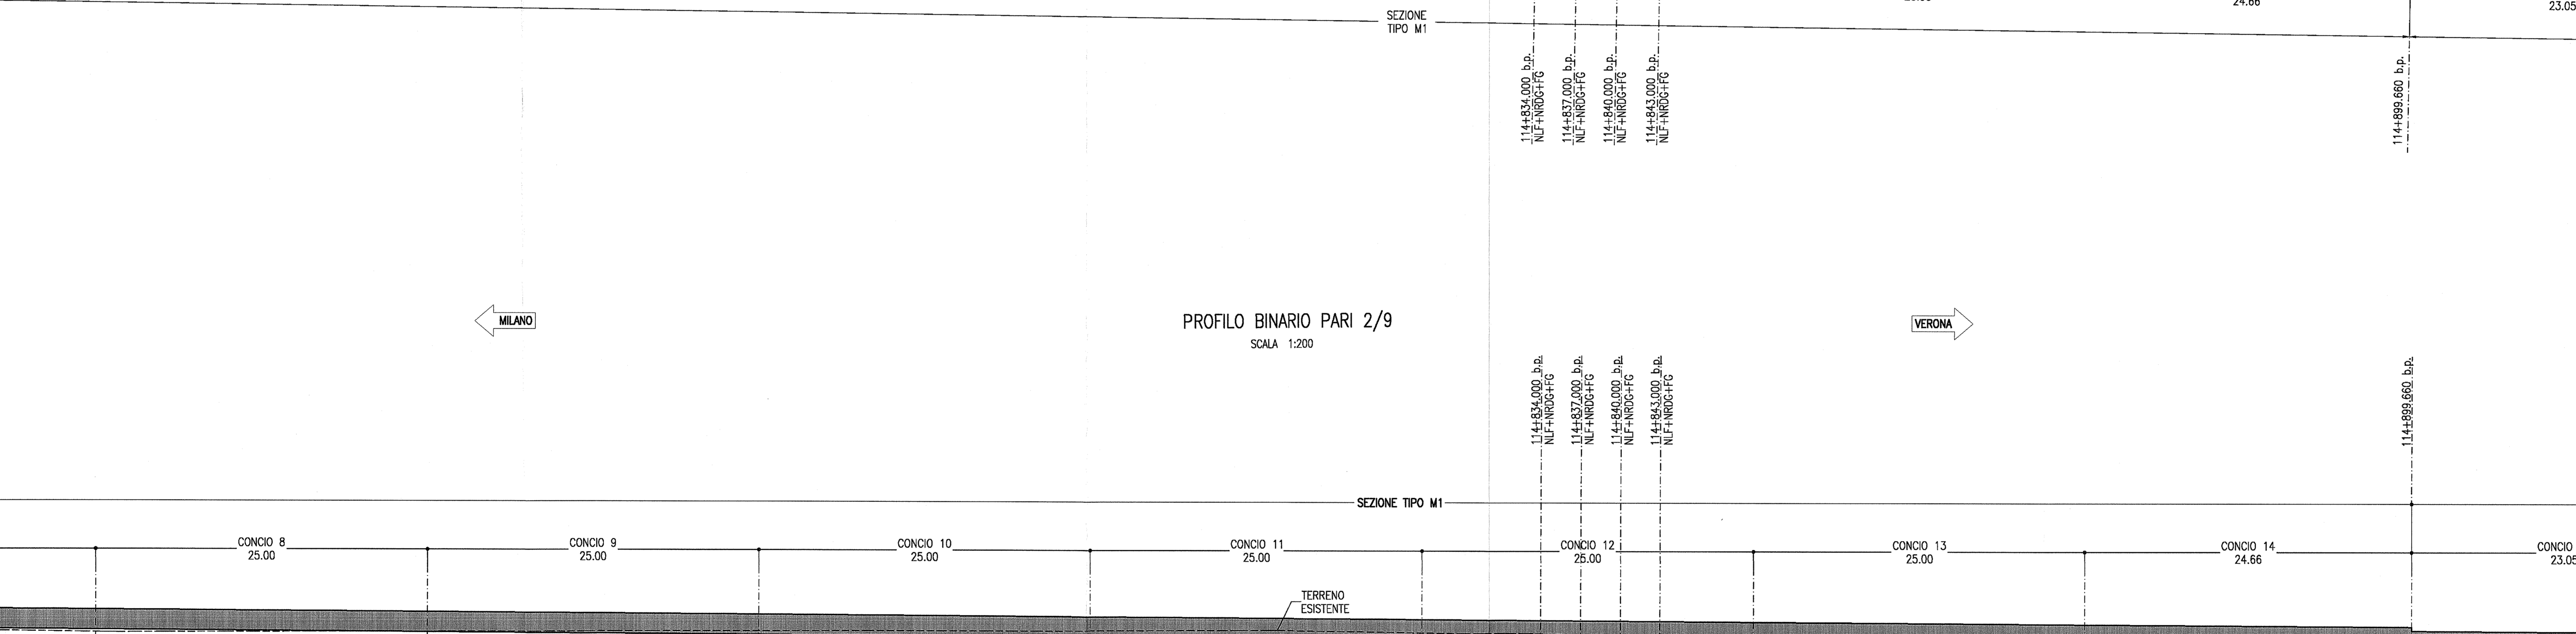 24.66
23.05
SEZIONE
TIPO M1
114+834.000 b.p.
NLF+NRDG+FG
114+837.000 b.p.
NLF+NRDG+FG
114+840.000 b.p.
NLF+NRDG+FG
114+843.000 b.p.
NLF+NRDG+FG
114+899.660 b.p.
MILANO
PROFILO BINARIO PARI 2/9
SCALA 1:200
VERONA
114+834.000 b.p.
NLF+NRDG+FG
114+837.000 b.p.
NLF+NRDG+FG
114+840.000 b.p.
NLF+NRDG+FG
114+843.000 b.p.
NLF+NRDG+FG
114+899.660 b.p.
SEZIONE TIPO M1
CONCIO 8
25.00
CONCIO 9
25.00
CONCIO 10
25.00
CONCIO 11
25.00
CONCIO 12
25.00
CONCIO 13
25.00
CONCIO 14
24.66
CONCIO
23.05
TERRENO
ESISTENTE